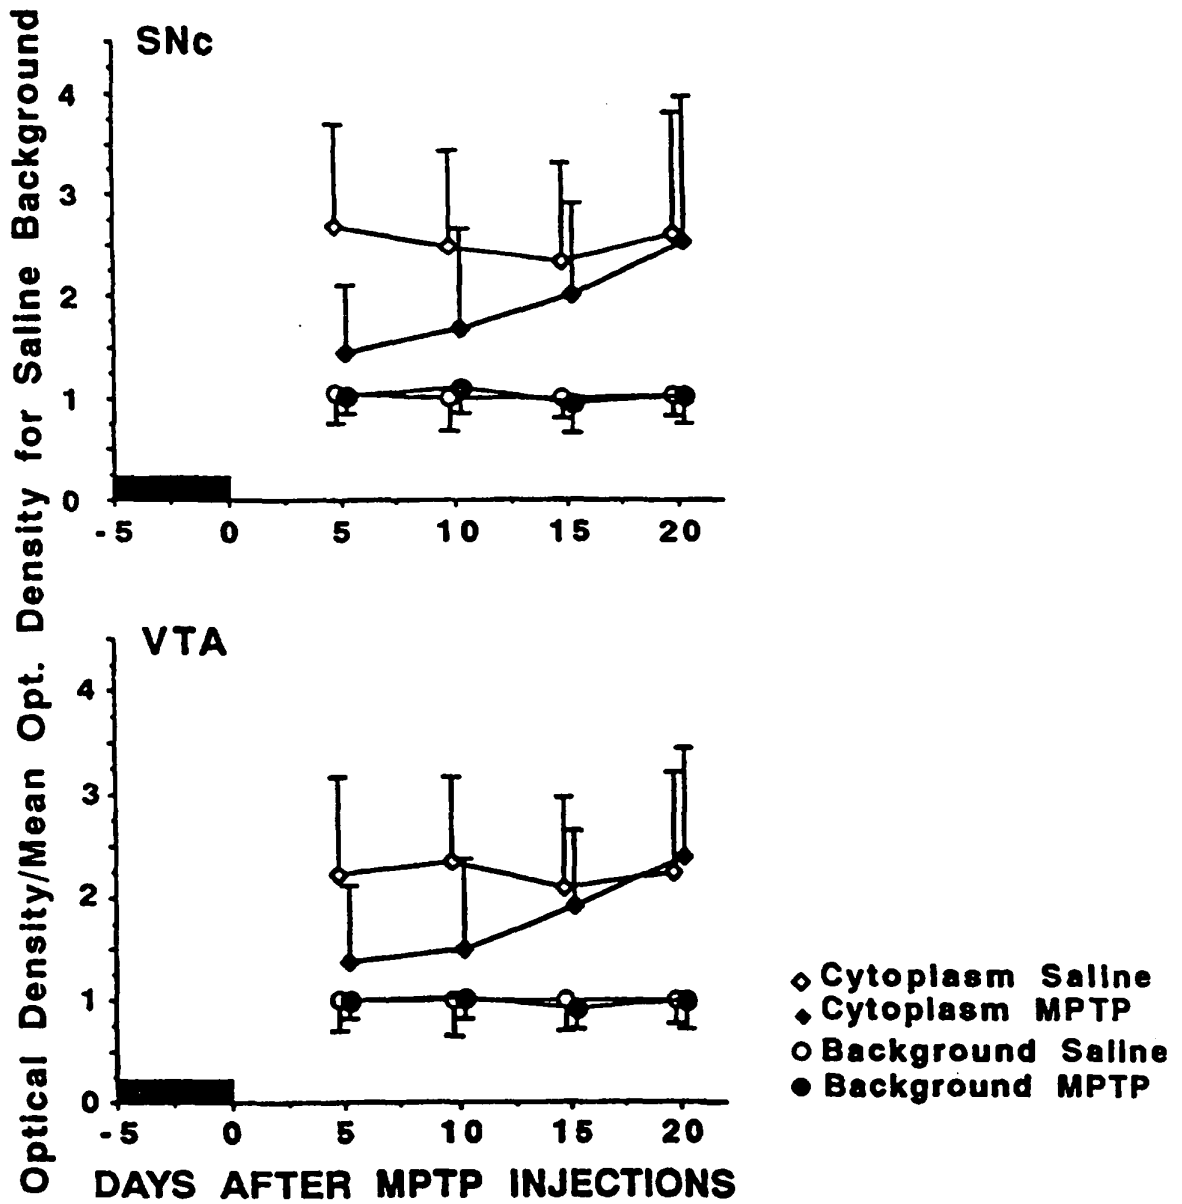 Optical Density/Mean Opt. Density for Saline Background
SNc
4
3
2
1
0
-5 0 5 10 15 20
VTA
4
3
2
1
0
-5 0 5 10 15 20
DAYS AFTER MPTP INJECTIONS
Cytoplasm Saline
Cytoplasm MPTP
Background Saline
Background MPTP